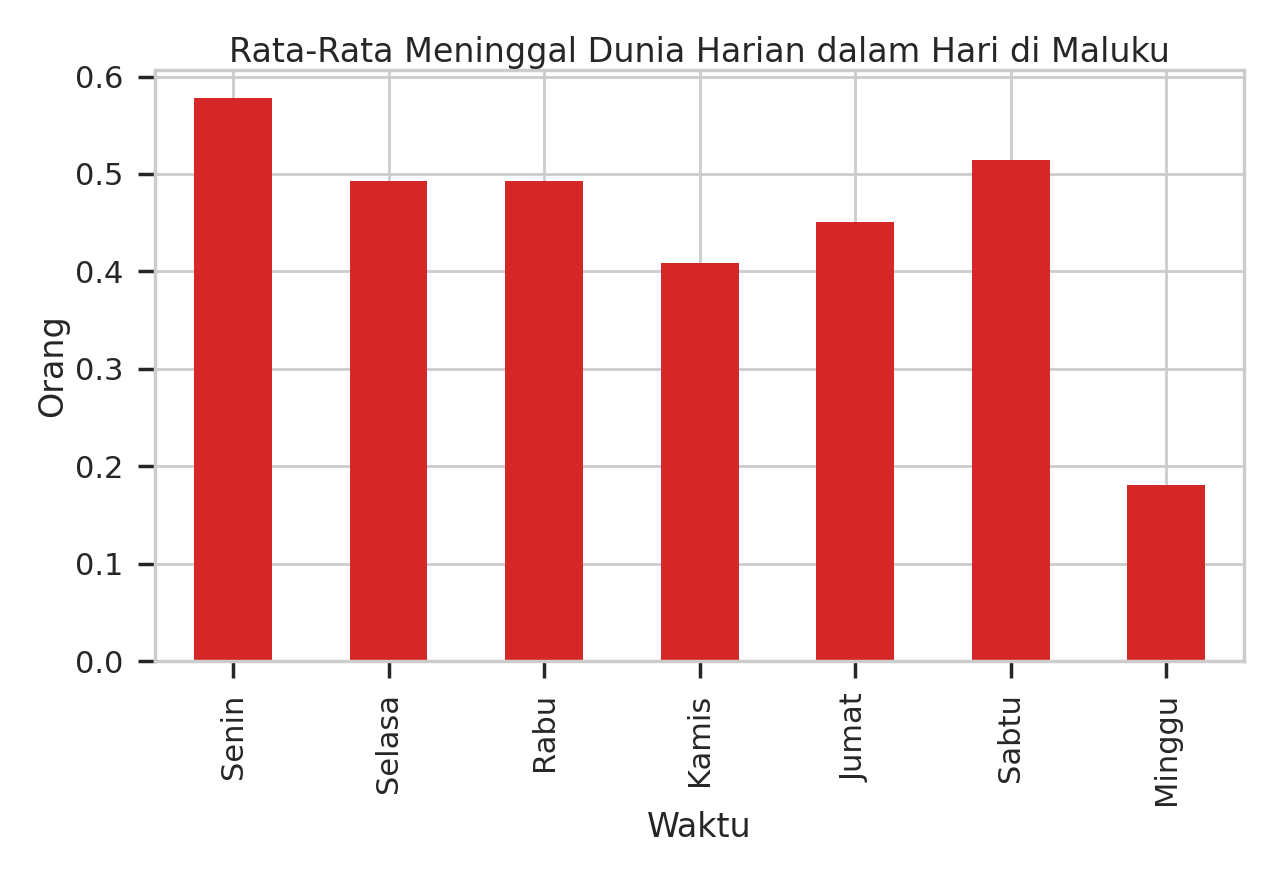 Rata-Rata Meninggal Dunia Harian dalam Hari di Maluku
0.6
0.5
0.4
0.3
0.2
0.1
0.0
Orang
Senin
Selasa
Rabu
Kamis
Jumat
Sabtu
Minggu
Waktu